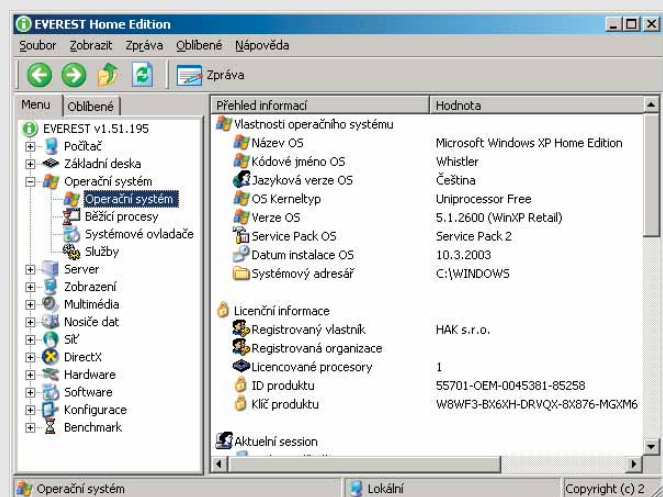 EVEREST Home Edition
Soubor Zobrazit Zpráva Oblíbené Nápověda
Zpráva
Menu Oblíbené
EVEREST v1.51.195
Počítač
Základní deska
Operační systém
Operační systém
Běžící procesy
Systémové ovladače
Služby
Server
Zobrazení
Multimédia
Nosiče dat
Síť
DirectX
Hardware
Software
Konfigurace
Benchmark
Přehled informací Hodnota
Vlastnosti operačního systému
Název OS Microsoft Windows XP Home Edition
Kódové jméno OS Whistler
Jazyková verze OS Čeština
OS Kerneltyp Uniprocessor Free
Verze OS 5.1.2600 (WinXP Retail)
Service Pack OS Service Pack 2
Datum instalace OS 10.3.2003
Systémový adresář C:\WINDOWS
Licenční informace
Registrovaný vlastník HAK s.r.o.
Registrovaná organizace
Licencované procesory 1
ID produktu 55701-OEM-0045381-85258
Klíč produktu W8WF3-BX6XH-DRVQX-8X876-MGXM6
Aktuelní session
Operační systém Lokální Copyright (c) 2